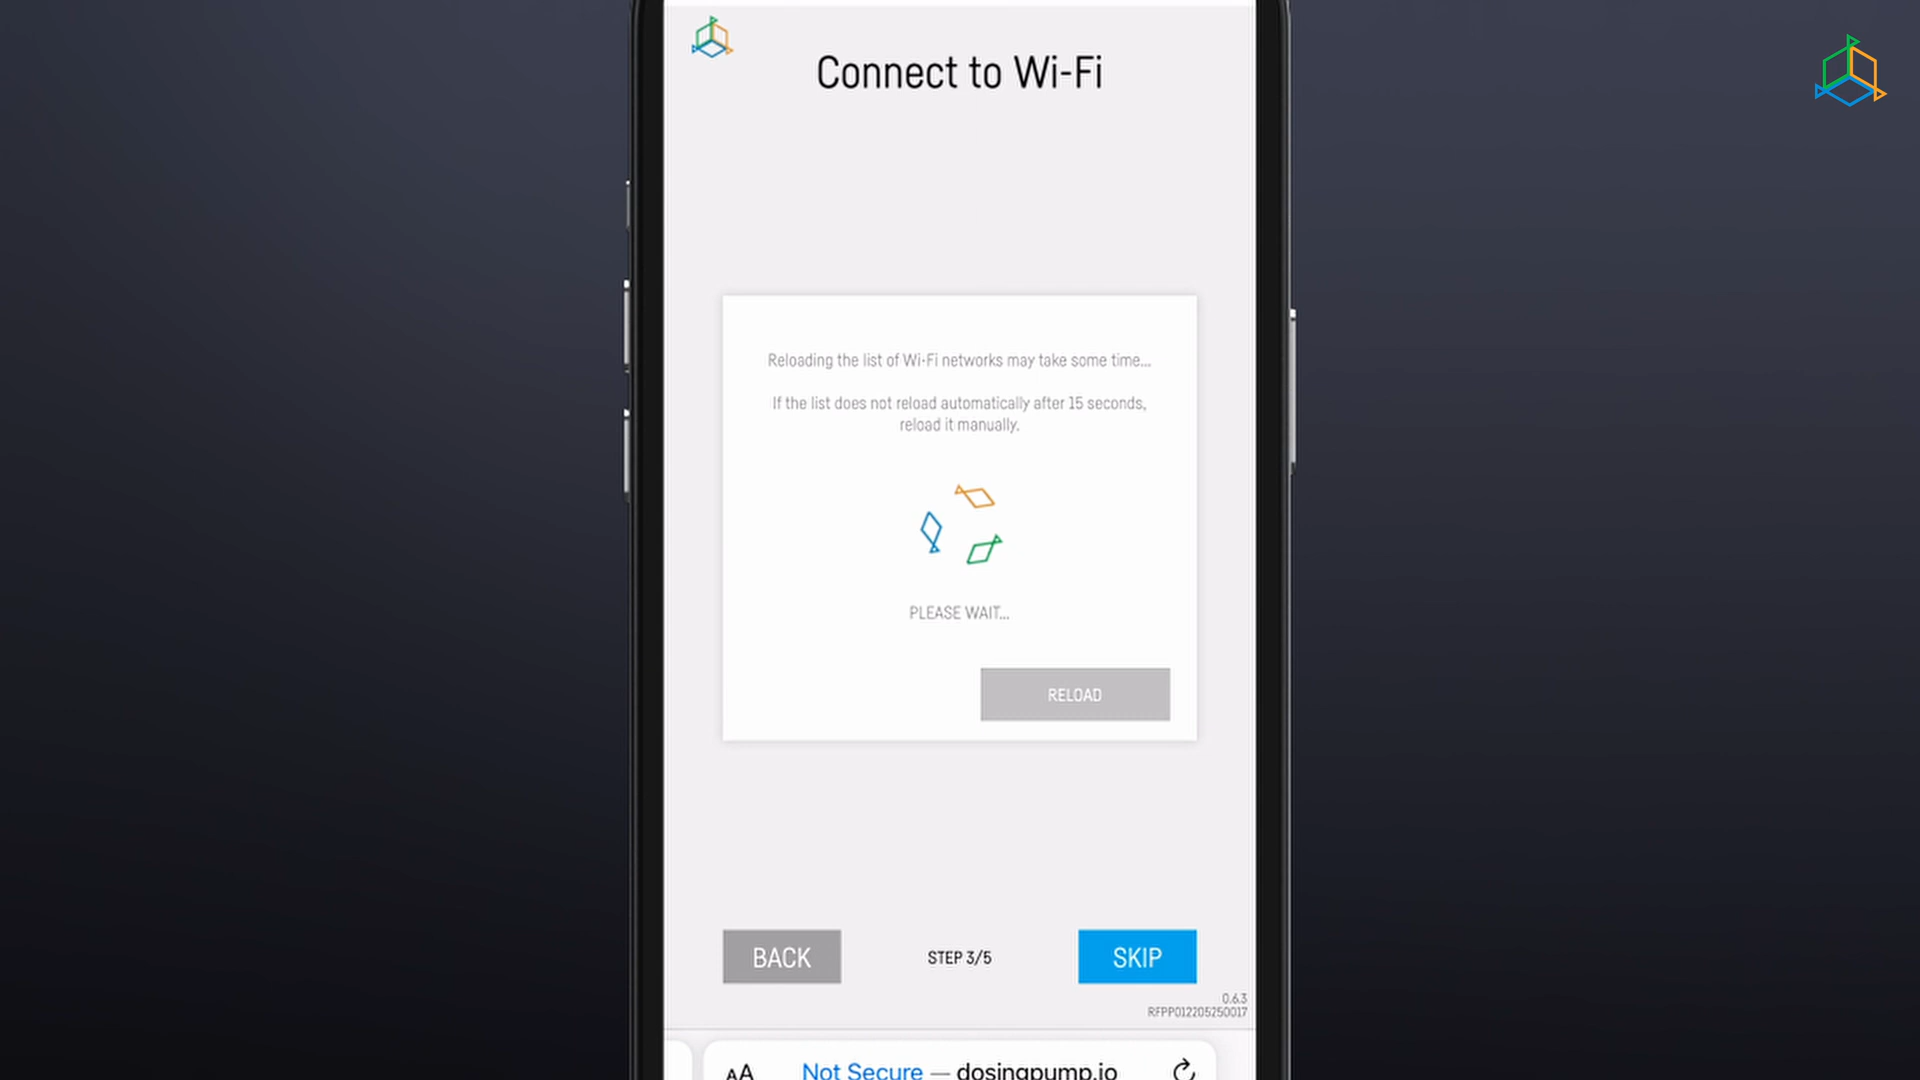 Connect to Wi-Fi
Reloading the list of Wi-Fi networks may take some time...
If the list does not reload automatically after 15 seconds,
reload it manually.
PLEASE WAIT...
RELOAD
BACK
STEP 3/5
SKIP
0.6.3
RFPP012205250017
AA
Not Secure — dosingpump.io